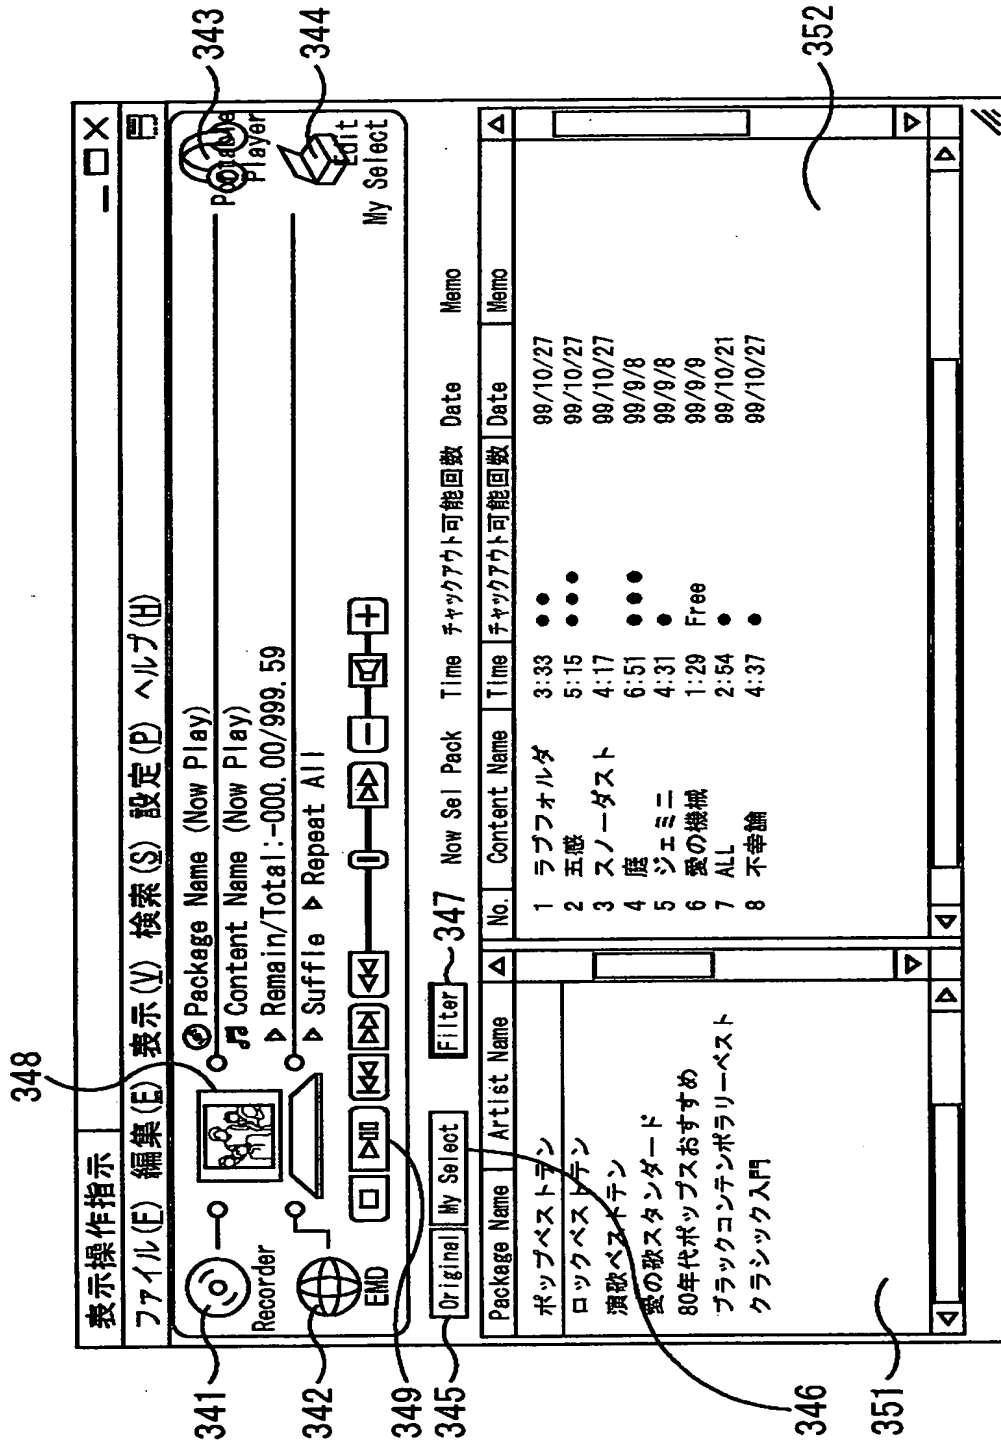 348
表示操作指示
ファイル(F) 編集(E) 表示(V) 検索(S) 設定(P) ヘルプ(H)
341
Recorder
342
EMD
Package Name (Now Play)
Content Name (Now Play)
Remain/Total:-000.00/999.59
Suffle Repeat All
Portable
Player
343
344
Edit
My Select
349
345
Original My Select Filter 347
Now Sel Pack Time チャックアウト可能回数 Date Memo
346
Package Name Artist Name
ポップベストテン
ロックベストテン
演歌ベストテン
愛の歌スタンダード
80年代ポップスおすすめ
ブラックコンテンポラリーベスト
クラシック入門
351
No. Content Name Time チャックアウト可能回数 Date Memo
1 ラブフォルダ 3:33 ●● 99/10/27
2 五感 5:15 ●●● 99/10/27
3 スノーダスト 4:17 99/10/27
4 庭 6:51 ●●● 99/9/8
5 ジェミニ 4:31 ● 99/9/8
6 愛の機械 1:29 Free 99/9/9
7 ALL 2:54 ● 99/10/21
8 不幸論 4:37 ● 99/10/27
352